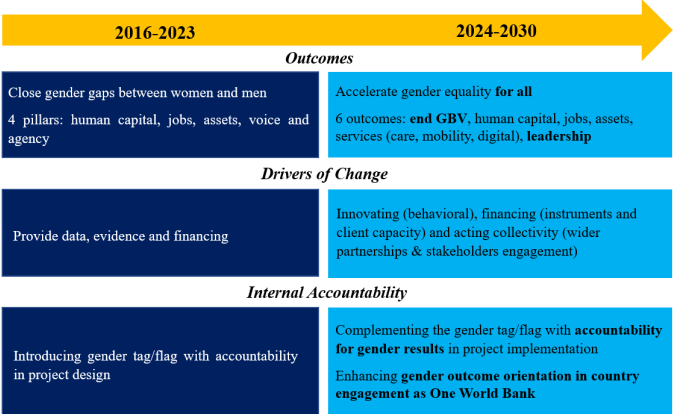 2016-2023
2024-2030
Outcomes
Close gender gaps between women and men
4 pillars: human capital, jobs, assets, voice and
agency
Accelerate gender equality for all
6 outcomes: end GBV, human capital, jobs, assets,
services (care, mobility, digital), leadership
Drivers of Change
Provide data, evidence and financing
Innovating (behavioral), financing (instruments and
client capacity) and acting collectivity (wider
partnerships & stakeholders engagement)
Internal Accountability
Introducing gender tag/flag with accountability
in project design
Complementing the gender tag/flag with accountability
for gender results in project implementation
Enhancing gender outcome orientation in country
engagement as One World Bank